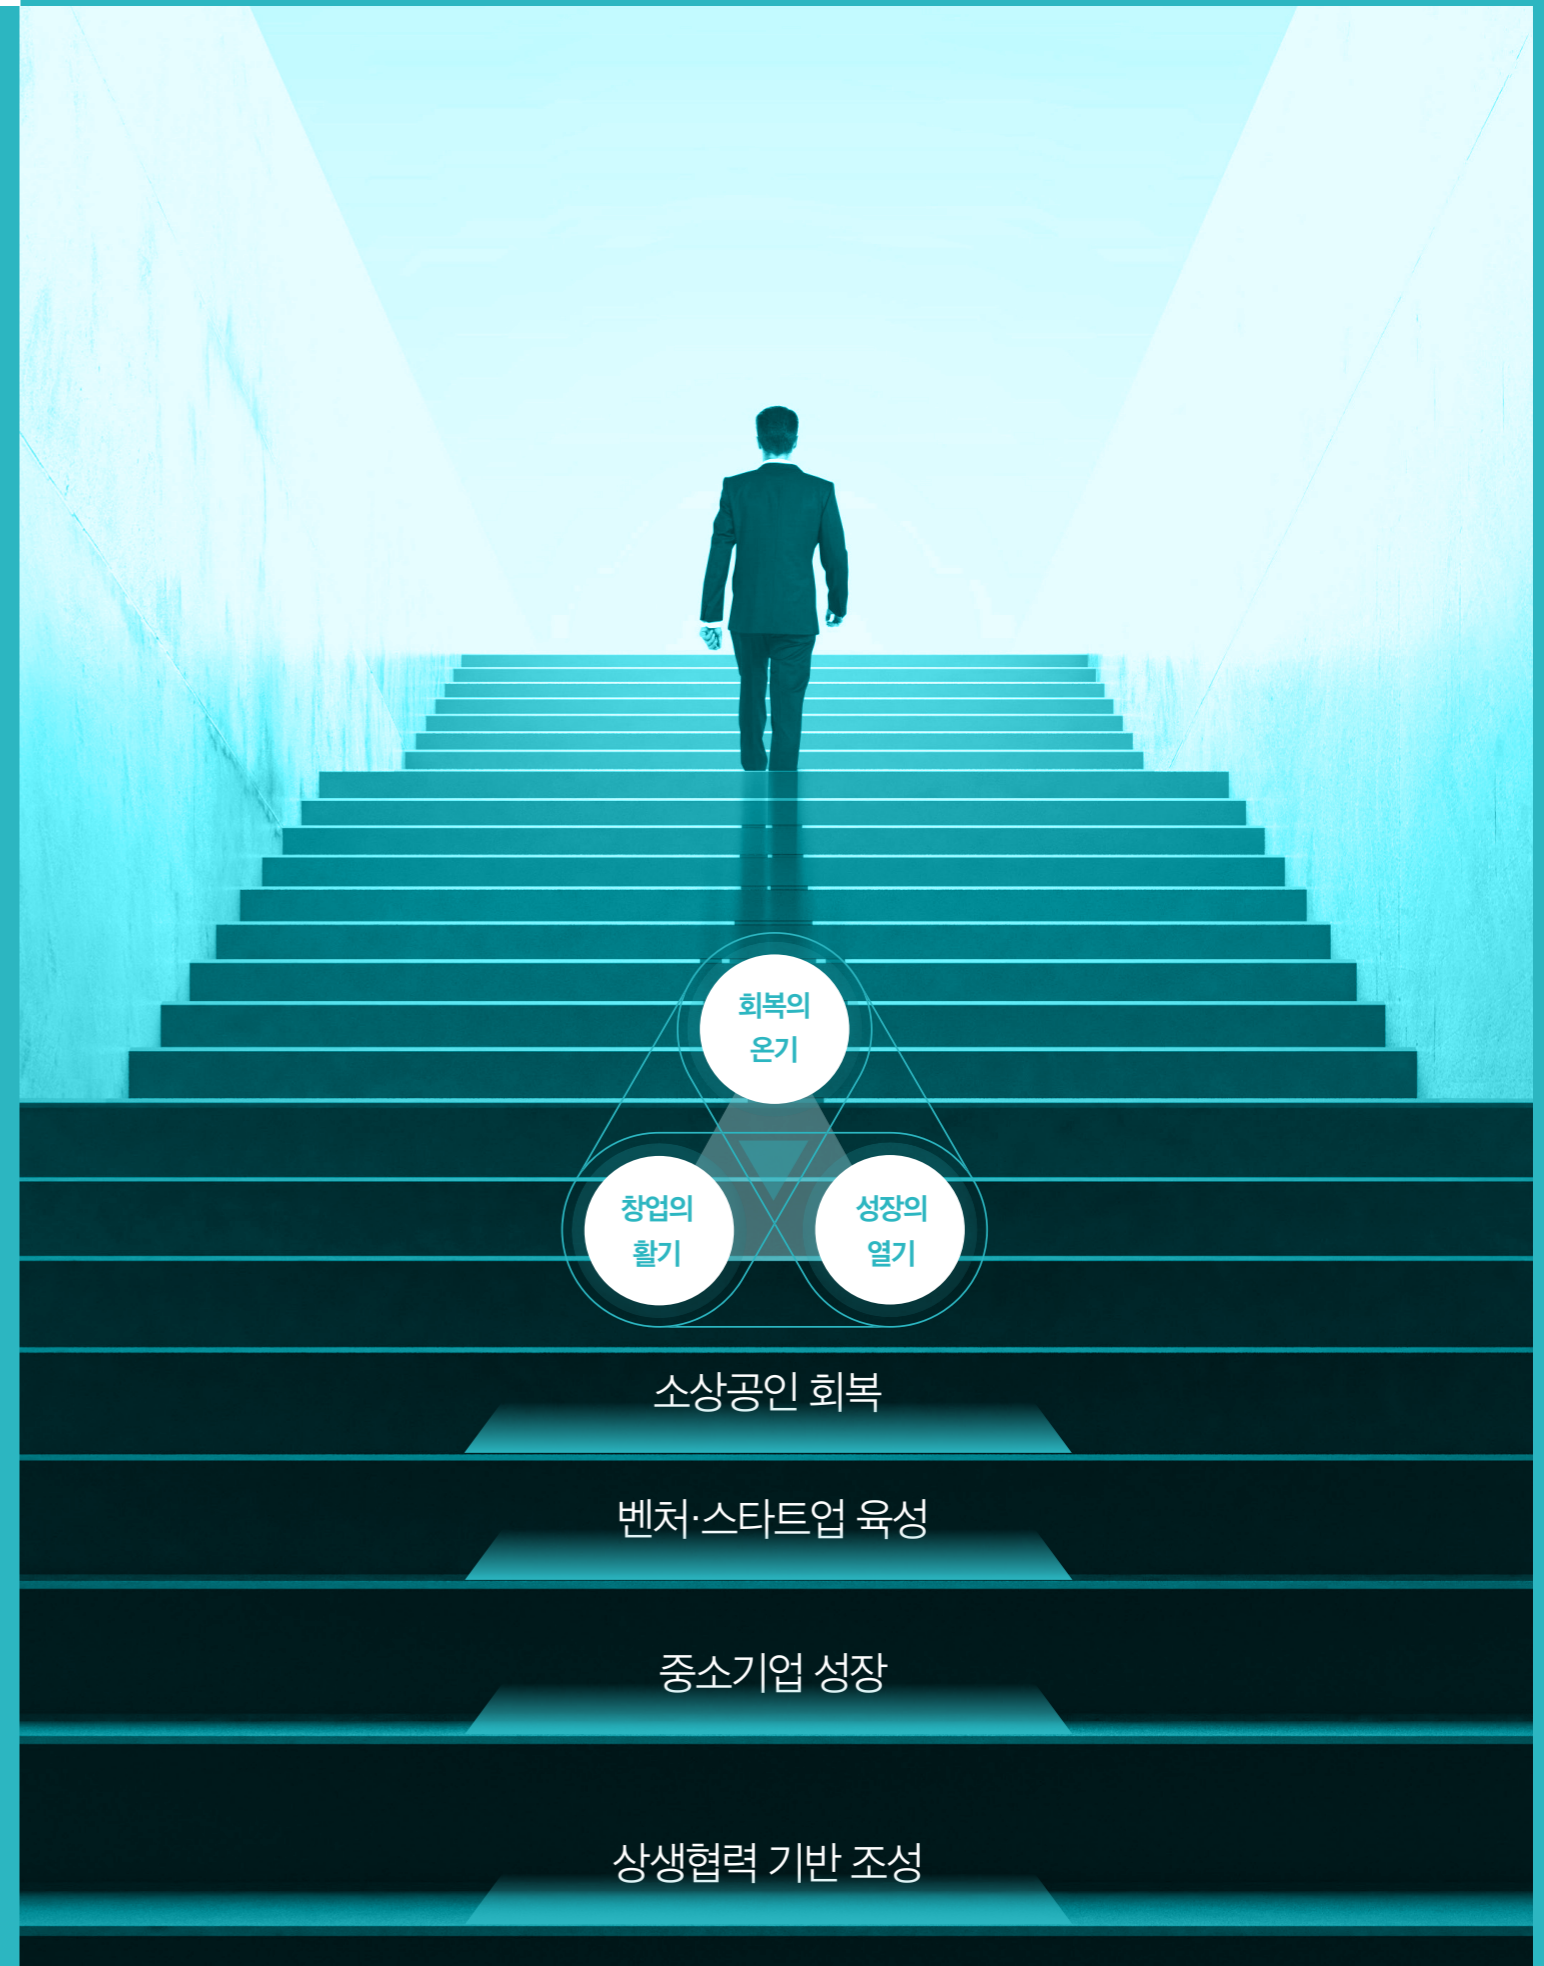 회복의
온기
창업의
활기
성장의
열기
소상공인 회복
벤처·스타트업 육성
중소기업 성장
상생협력 기반 조성